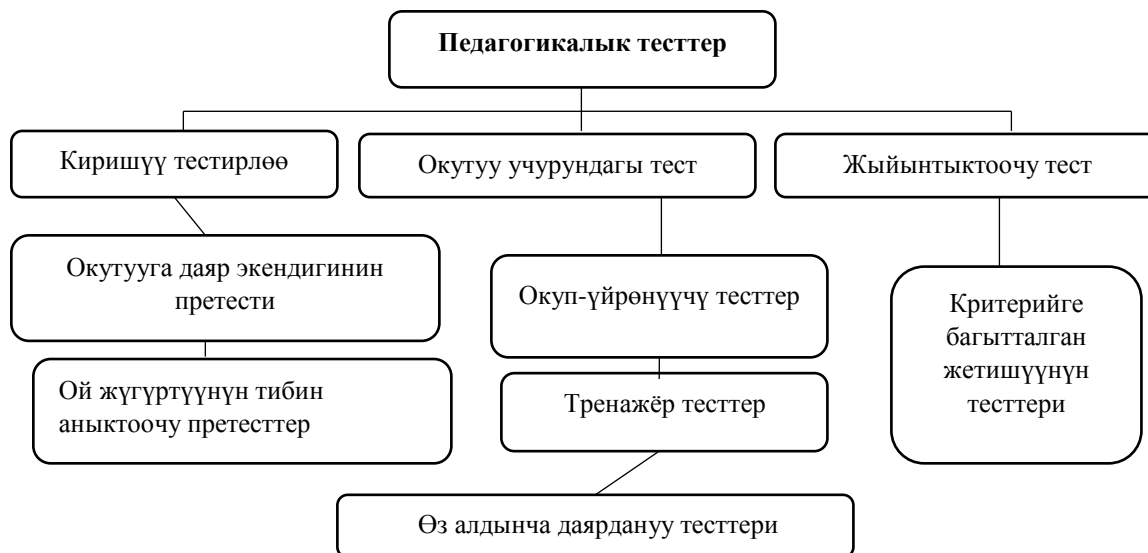 Педагогикалык тесттер
Киришүү тестирлөө
Окутуу учурундагы тест
Жыйынтыктоочу тест
Окутууга даяр экендигинин
претести
Окуп-үйрөнүүчү тесттер
Критерийге
багытталган
жетишүүнүн
тесттери
Ой жүгүртүүнүн тибин
аныктоочу претесттер
Тренажёр тесттер
Өз алдынча даярдануу тесттери